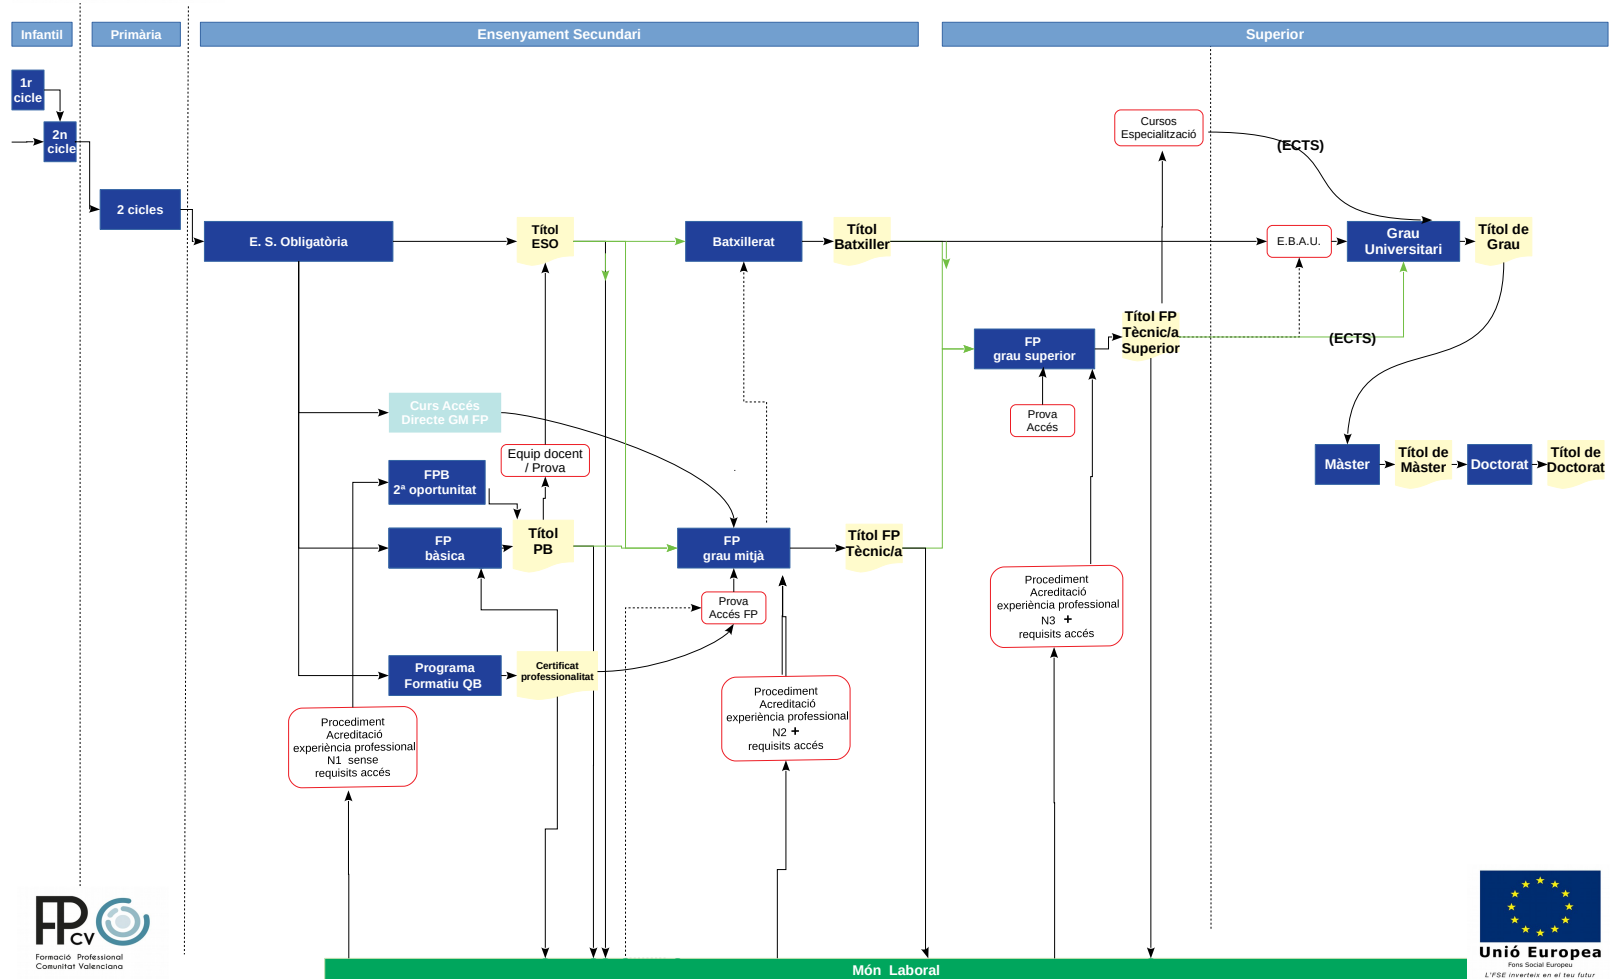 Infantil
Primària
Ensenyament Secundari
Superior
1r
cicle
2n
cicle
2 cicles
E. S. Obligatòria
Títol
ESO
Batxillerat
Títol
Batxiller
Cursos
Especialització
(ECTS)
E.B.A.U.
Grau
Universitari
Títol de
Grau
FP
grau superior
Títol FP
Tècnic/a
Superior
(ECTS)
Prova
Accés
Curs Accés
Directe GM FP
Equip docent
/ Prova
FPB
2ª oportunitat
Màster
Títol de
Màster
Doctorat
Títol de
Doctorat
FP
bàsica
Títol
PB
FP
grau mitjà
Títol FP
Tècnic/a
Prova
Accés FP
Procediment
Acreditació
experiència professional
N3 +
requisits accés
Programa
Formatiu QB
Certificat
professionalitat
Procediment
Acreditació
experiència professional
N2 +
requisits accés
Procediment
Acreditació
experiència professional
N1 sense
requisits accés
FP
CV
Formació Professional
Comunitat Valenciana
Món Laboral
Unió Europea
Fons Social Europeu
L'FSE inverteix en el teu futur